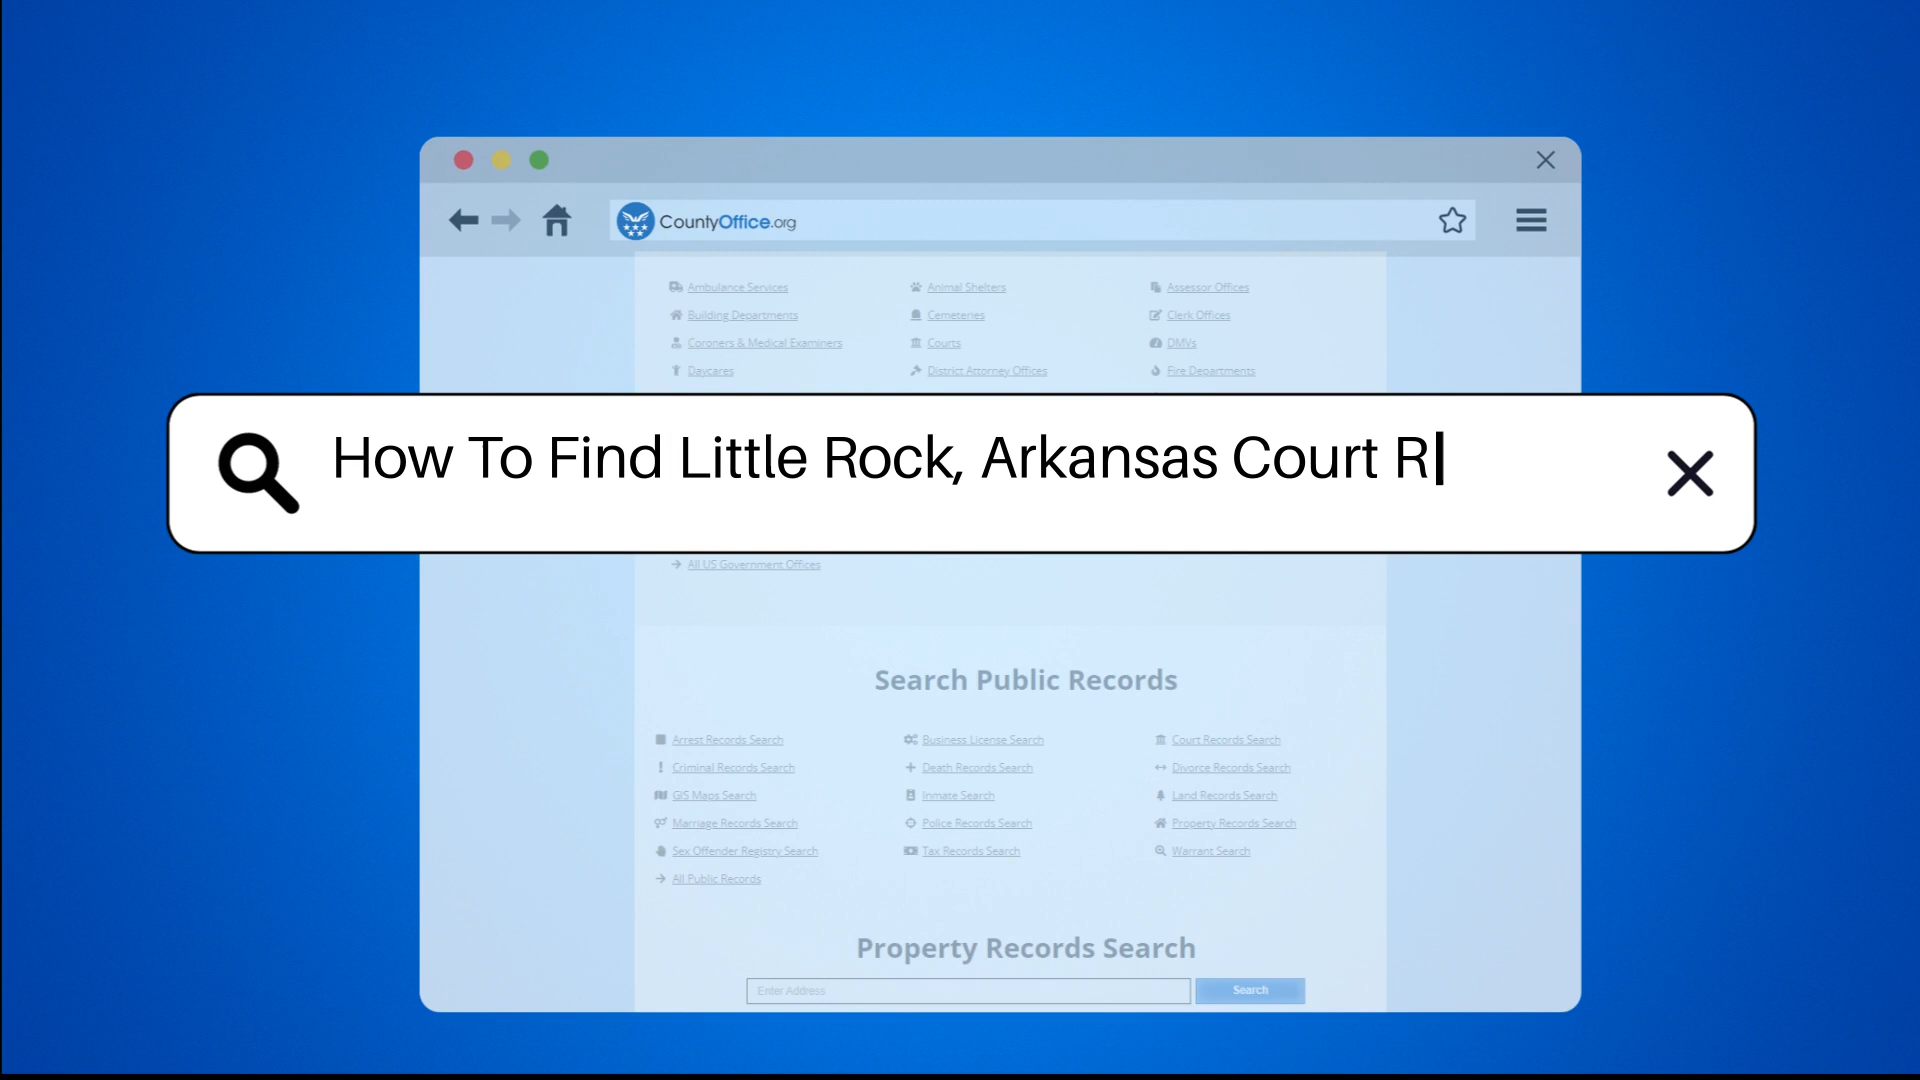 CountyOffice.org
Ambulance Services Animal Shelters Assessor Offices
Building Departments Cemeteries Clerk Offices
Coroners & Medical Examiners Courts DMVs
Daycares District Attorney Offices Fire Departments
How To Find Little Rock, Arkansas Court R
All US Government Offices
Search Public Records
Arrest Records Search Business License Search Court Records Search
Criminal Records Search Death Records Search Divorce Records Search
GIS Maps Search Inmate Search Land Records Search
Marriage Records Search Police Records Search Property Records Search
Sex Offender Registry Search Tax Records Search Warrant Search
All Public Records
Property Records Search
Enter Address Search